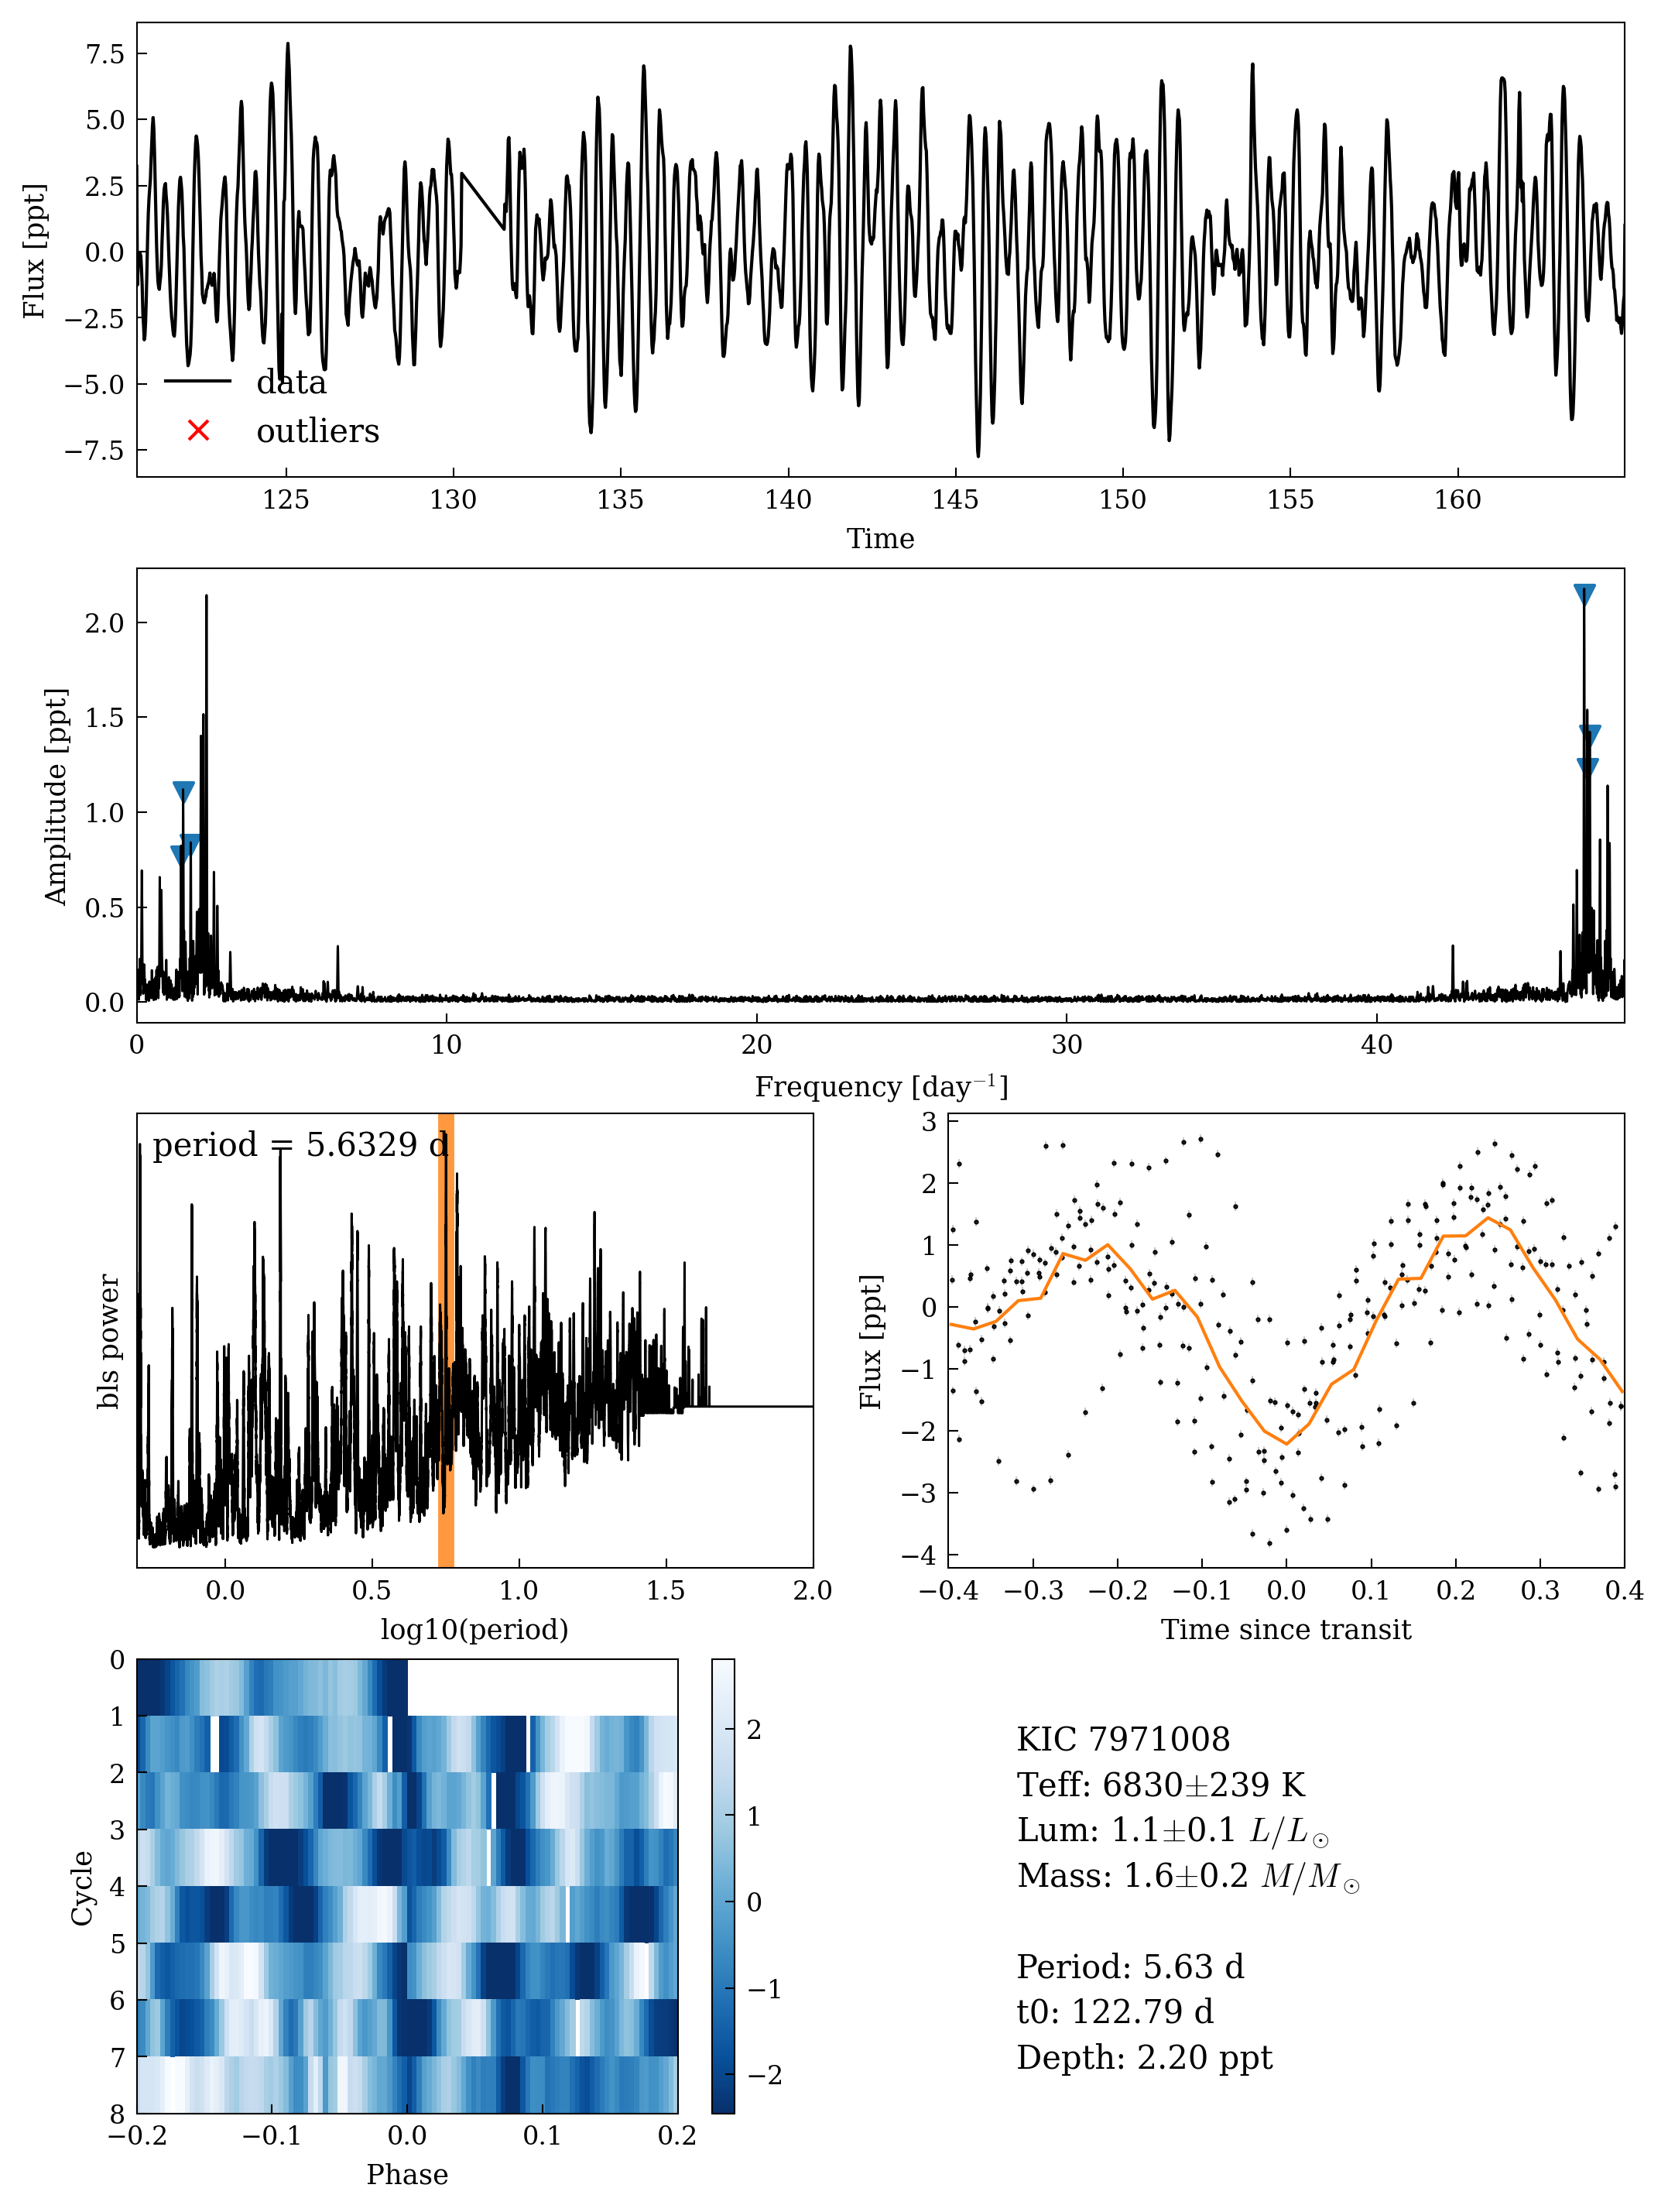 7.5
5.0
2.5
0.0
−2.5
−5.0
−7.5
Flux [ppt]
data
outliers
125 130 135 140 145 150 155 160
Time
2.0
1.5
1.0
0.5
0.0
Amplitude [ppt]
0 10 20 30 40
Frequency [day⁻¹]
period = 5.6329 d
bls power
0.0 0.5 1.0 1.5 2.0
log10(period)
3
2
1
0
−1
−2
−3
−4
Flux [ppt]
−0.4 −0.3 −0.2 −0.1 0.0 0.1 0.2 0.3 0.4
Time since transit
0
1
2
3
4
5
6
7
8
Cycle
−0.2 −0.1 0.0 0.1 0.2
Phase
2
1
0
−1
−2
KIC 7971008
Teff: 6830±239 K
Lum: 1.1±0.1 L/L☉
Mass: 1.6±0.2 M/M☉
Period: 5.63 d
t0: 122.79 d
Depth: 2.20 ppt